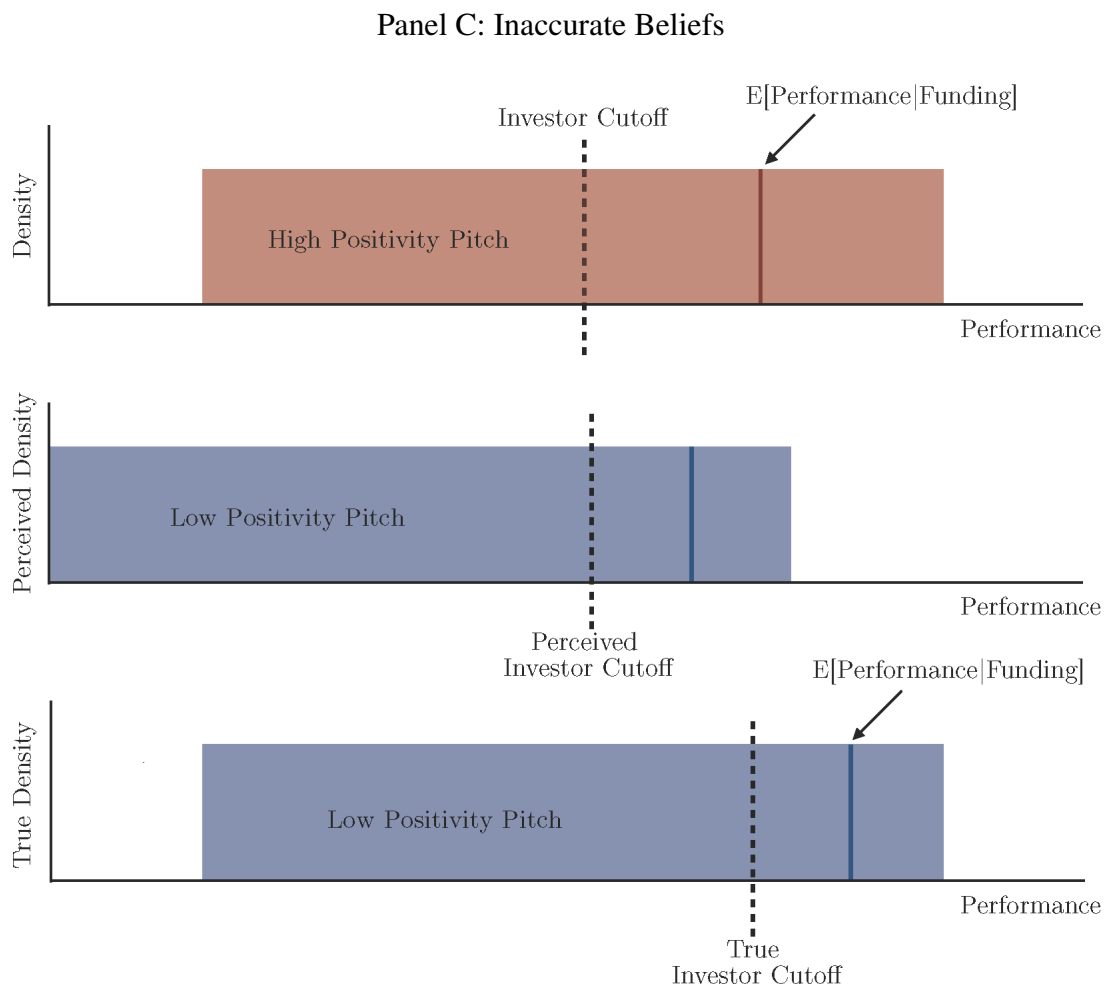 Panel C: Inaccurate Beliefs
E[Performance|Funding]
Investor Cutoff
Density
High Positivity Pitch
Performance
Perceived Density
Low Positivity Pitch
Performance
Perceived
Investor Cutoff
E[Performance|Funding]
True Density
Low Positivity Pitch
Performance
True
Investor Cutoff